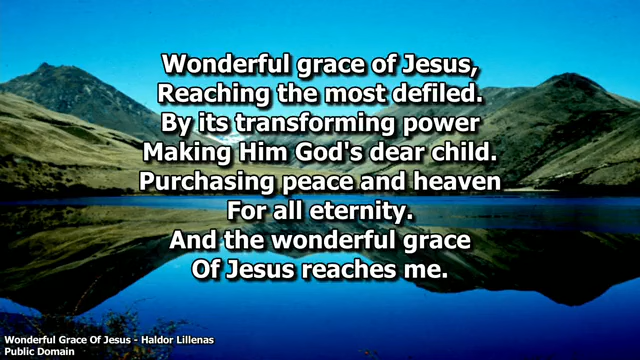 Wonderful grace of Jesus,
Reaching the most defiled.
By its transforming power
Making Him God's dear child.
Purchasing peace and heaven
For all eternity.
And the wonderful grace
Of Jesus reaches me.
Wonderful Grace Of Jesus - Haldor Lillenas
Public Domain